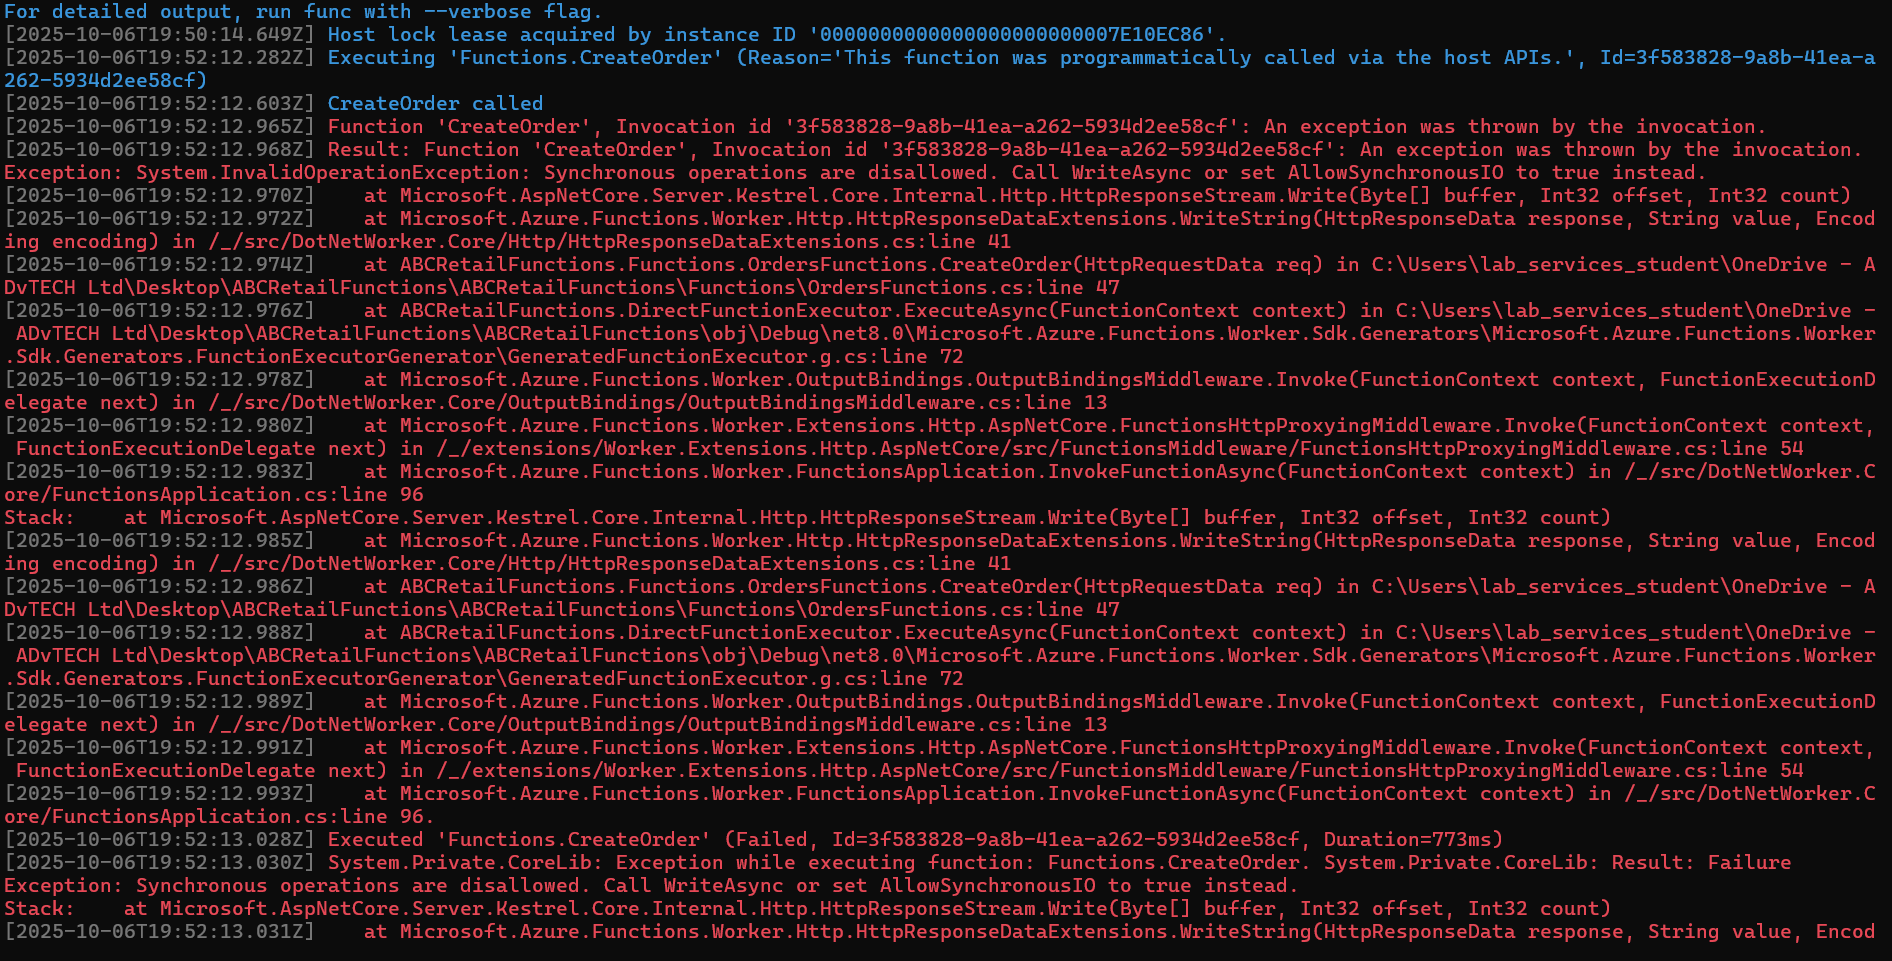 For detailed output, run func with --verbose flag.
[2025-10-06T19:50:14.649Z] Host lock lease acquired by instance ID '0000000000000000000000007E10EC86'.
[2025-10-06T19:52:12.282Z] Executing 'Functions.CreateOrder' (Reason='This function was programmatically called via the host APIs.', Id=3f583828-9a8b-41ea-a
262-5934d2ee58cf)
[2025-10-06T19:52:12.603Z] CreateOrder called
[2025-10-06T19:52:12.965Z] Function 'CreateOrder', Invocation id '3f583828-9a8b-41ea-a262-5934d2ee58cf': An exception was thrown by the invocation.
[2025-10-06T19:52:12.968Z] Result: Function 'CreateOrder', Invocation id '3f583828-9a8b-41ea-a262-5934d2ee58cf': An exception was thrown by the invocation.
Exception: System.InvalidOperationException: Synchronous operations are disallowed. Call WriteAsync or set AllowSynchronousIO to true instead.
[2025-10-06T19:52:12.970Z]    at Microsoft.AspNetCore.Server.Kestrel.Core.Internal.Http.HttpResponseStream.Write(Byte[] buffer, Int32 offset, Int32 count)
[2025-10-06T19:52:12.972Z]    at Microsoft.Azure.Functions.Worker.Http.HttpResponseDataExtensions.WriteString(HttpResponseData response, String value, Encod
ing encoding) in /_/src/DotNetWorker.Core/Http/HttpResponseDataExtensions.cs:line 41
[2025-10-06T19:52:12.974Z]    at ABCRetailFunctions.Functions.OrdersFunctions.CreateOrder(HttpRequestData req) in C:\Users\lab_services_student\OneDrive - A
DvTECH Ltd\Desktop\ABCRetailFunctions\ABCRetailFunctions\Functions\OrdersFunctions.cs:line 47
[2025-10-06T19:52:12.976Z]    at ABCRetailFunctions.DirectFunctionExecutor.ExecuteAsync(FunctionContext context) in C:\Users\lab_services_student\OneDrive -
 ADvTECH Ltd\Desktop\ABCRetailFunctions\ABCRetailFunctions\obj\Debug\net8.0\Microsoft.Azure.Functions.Worker.Sdk.Generators\Microsoft.Azure.Functions.Worker
.Sdk.Generators.FunctionExecutorGenerator\GeneratedFunctionExecutor.g.cs:line 72
[2025-10-06T19:52:12.978Z]    at Microsoft.Azure.Functions.Worker.OutputBindings.OutputBindingsMiddleware.Invoke(FunctionContext context, FunctionExecutionD
elegate next) in /_/src/DotNetWorker.Core/OutputBindings/OutputBindingsMiddleware.cs:line 13
[2025-10-06T19:52:12.980Z]    at Microsoft.Azure.Functions.Worker.Extensions.Http.AspNetCore.FunctionsHttpProxyingMiddleware.Invoke(FunctionContext context,
 FunctionExecutionDelegate next) in /_/extensions/Worker.Extensions.Http.AspNetCore/src/FunctionsMiddleware/FunctionsHttpProxyingMiddleware.cs:line 54
[2025-10-06T19:52:12.983Z]    at Microsoft.Azure.Functions.Worker.FunctionsApplication.InvokeFunctionAsync(FunctionContext context) in /_/src/DotNetWorker.C
ore/FunctionsApplication.cs:line 96
Stack:    at Microsoft.AspNetCore.Server.Kestrel.Core.Internal.Http.HttpResponseStream.Write(Byte[] buffer, Int32 offset, Int32 count)
[2025-10-06T19:52:12.985Z]    at Microsoft.Azure.Functions.Worker.Http.HttpResponseDataExtensions.WriteString(HttpResponseData response, String value, Encod
ing encoding) in /_/src/DotNetWorker.Core/Http/HttpResponseDataExtensions.cs:line 41
[2025-10-06T19:52:12.986Z]    at ABCRetailFunctions.Functions.OrdersFunctions.CreateOrder(HttpRequestData req) in C:\Users\lab_services_student\OneDrive - A
DvTECH Ltd\Desktop\ABCRetailFunctions\ABCRetailFunctions\Functions\OrdersFunctions.cs:line 47
[2025-10-06T19:52:12.988Z]    at ABCRetailFunctions.DirectFunctionExecutor.ExecuteAsync(FunctionContext context) in C:\Users\lab_services_student\OneDrive -
 ADvTECH Ltd\Desktop\ABCRetailFunctions\ABCRetailFunctions\obj\Debug\net8.0\Microsoft.Azure.Functions.Worker.Sdk.Generators\Microsoft.Azure.Functions.Worker
.Sdk.Generators.FunctionExecutorGenerator\GeneratedFunctionExecutor.g.cs:line 72
[2025-10-06T19:52:12.989Z]    at Microsoft.Azure.Functions.Worker.OutputBindings.OutputBindingsMiddleware.Invoke(FunctionContext context, FunctionExecutionD
elegate next) in /_/src/DotNetWorker.Core/OutputBindings/OutputBindingsMiddleware.cs:line 13
[2025-10-06T19:52:12.991Z]    at Microsoft.Azure.Functions.Worker.Extensions.Http.AspNetCore.FunctionsHttpProxyingMiddleware.Invoke(FunctionContext context,
 FunctionExecutionDelegate next) in /_/extensions/Worker.Extensions.Http.AspNetCore/src/FunctionsMiddleware/FunctionsHttpProxyingMiddleware.cs:line 54
[2025-10-06T19:52:12.993Z]    at Microsoft.Azure.Functions.Worker.FunctionsApplication.InvokeFunctionAsync(FunctionContext context) in /_/src/DotNetWorker.C
ore/FunctionsApplication.cs:line 96.
[2025-10-06T19:52:13.028Z] Executed 'Functions.CreateOrder' (Failed, Id=3f583828-9a8b-41ea-a262-5934d2ee58cf, Duration=773ms)
[2025-10-06T19:52:13.030Z] System.Private.CoreLib: Exception while executing function: Functions.CreateOrder. System.Private.CoreLib: Result: Failure
Exception: Synchronous operations are disallowed. Call WriteAsync or set AllowSynchronousIO to true instead.
Stack:    at Microsoft.AspNetCore.Server.Kestrel.Core.Internal.Http.HttpResponseStream.Write(Byte[] buffer, Int32 offset, Int32 count)
[2025-10-06T19:52:13.031Z]    at Microsoft.Azure.Functions.Worker.Http.HttpResponseDataExtensions.WriteString(HttpResponseData response, String value, Encod